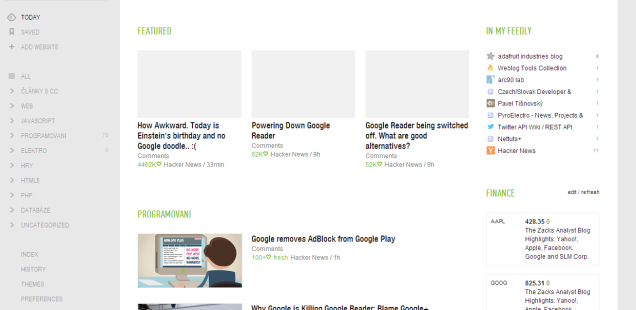 TODAY
SAVED
ADD WEBSITE
ALL
ČLÁNKY S CC
WEB
JAVASCRIPT
PROGRAMOVANI 75
ELEKTRO
HRY
HTML5
PHP
DATABÁZE
UNCATEGORIZED
INDEX
HISTORY
THEMES
PREFERENCES
FEATURED
How Awkward. Today is
Einstein's birthday and no
Google doodle.. :(
Comments
Hacker News / 33min
Powering Down Google
Reader
Comments
62K Hacker News / 9h
Google Reader being switched
off. What are good
alternatives?
Comments
52K Hacker News / 9h
PROGRAMOVANI
Google removes AdBlock from Google Play
Comments
100+ fresh Hacker News / 1h
Why Google is Killing Google Reader: Blame Google+
IN MY FEEDLY
adafruit industries blog
Weblog Tools Collection 1
arc90 lab 1
Czech/Slovak Developer & 1
Pavel Tišnovský 1
PyroElectro - News, Projects & 1
Twitter API Wiki / REST API 1
Nettuts+ 1
Hacker News 71
FINANCE edit / refresh
AAPL 428.35 0
The Zacks Analyst Blog
Highlights: Yahoo!,
Apple, Facebook,
Google and SLM Corp.
GOOG 825.31 0
The Zacks Analyst Blog
Highlights: Yahoo!,
Apple, Facebook,